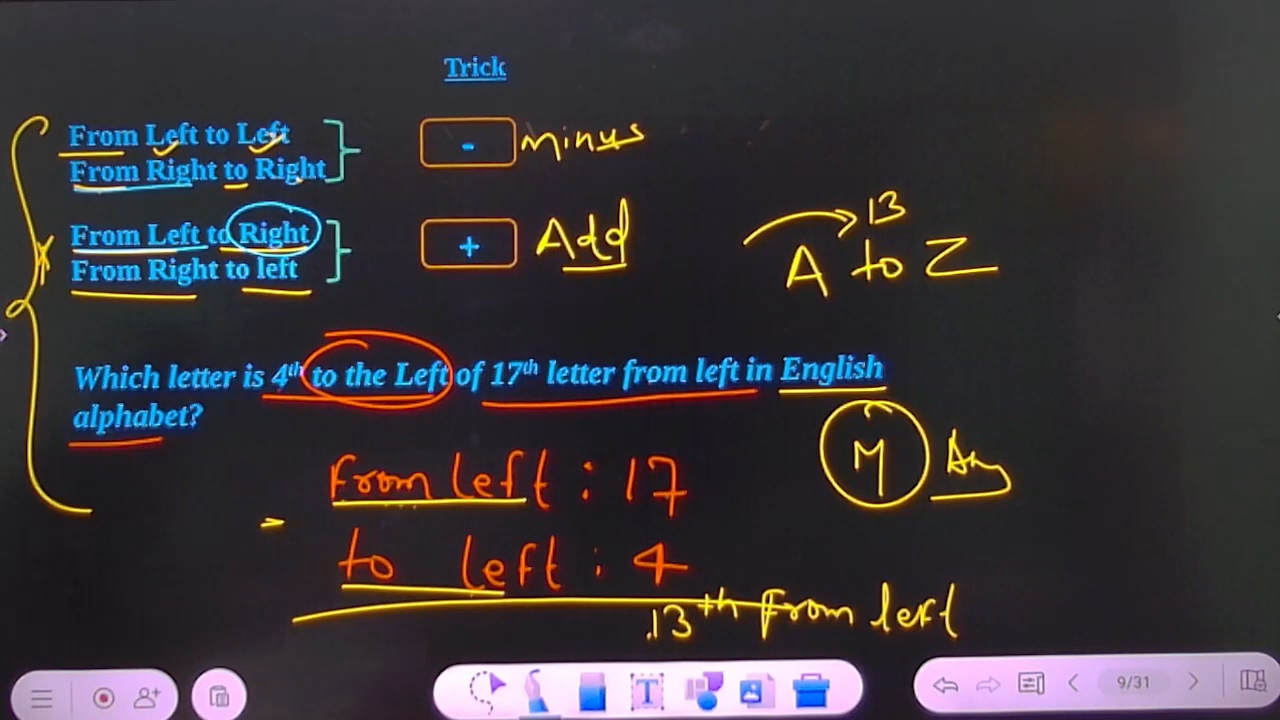 Trick
From Left to Left
From Right to Right
- minus
From Left to Right
From Right to left
+ Add
13
A to Z
Which letter is 4th to the Left of 17th letter from left in English
alphabet?
M Ans
From left : 17
to left : 4
13th from left
9/31